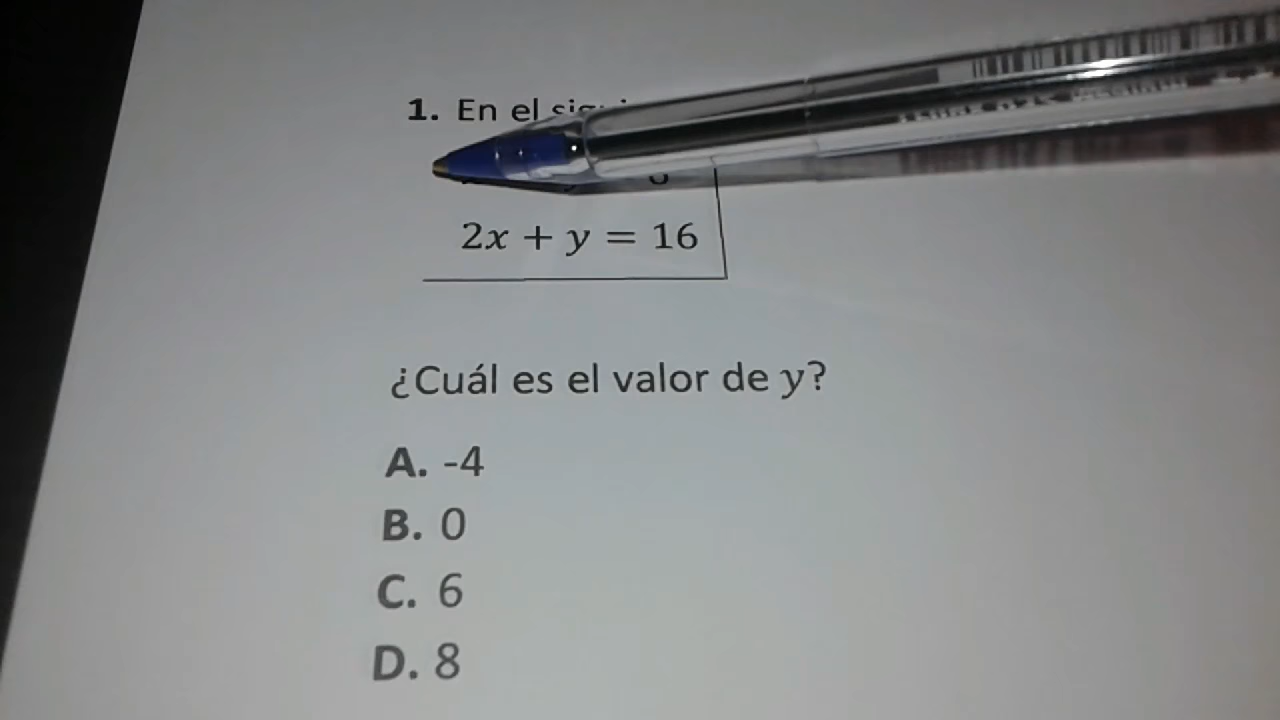 1. En el
2x + y = 16
¿Cuál es el valor de y?
A. -4
B. 0
C. 6
D. 8